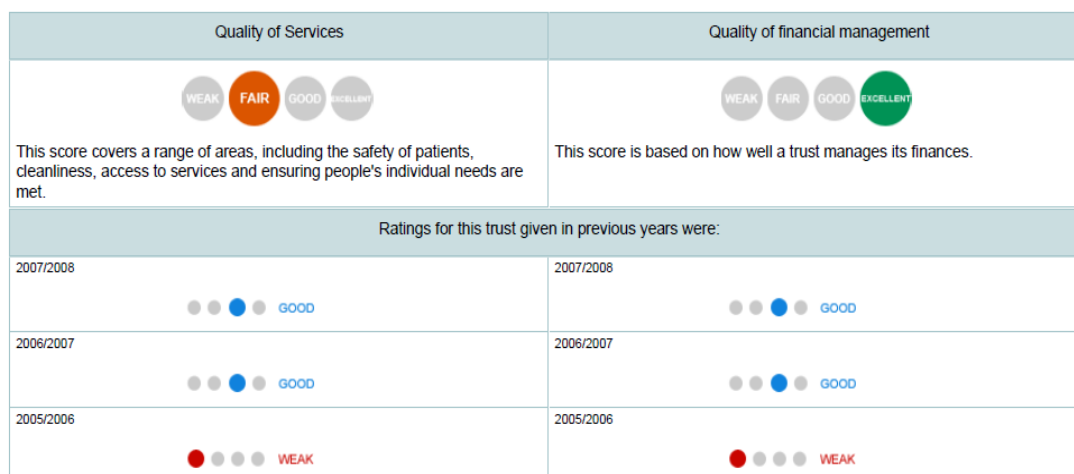 Quality of Services
Quality of financial management
WEAK FAIR GOOD EXCELLENT
WEAK FAIR GOOD EXCELLENT
This score covers a range of areas, including the safety of patients,
cleanliness, access to services and ensuring people's individual needs are
met.
This score is based on how well a trust manages its finances.
Ratings for this trust given in previous years were:
2007/2008
GOOD
2007/2008
GOOD
2006/2007
GOOD
2006/2007
GOOD
2005/2006
WEAK
2005/2006
WEAK